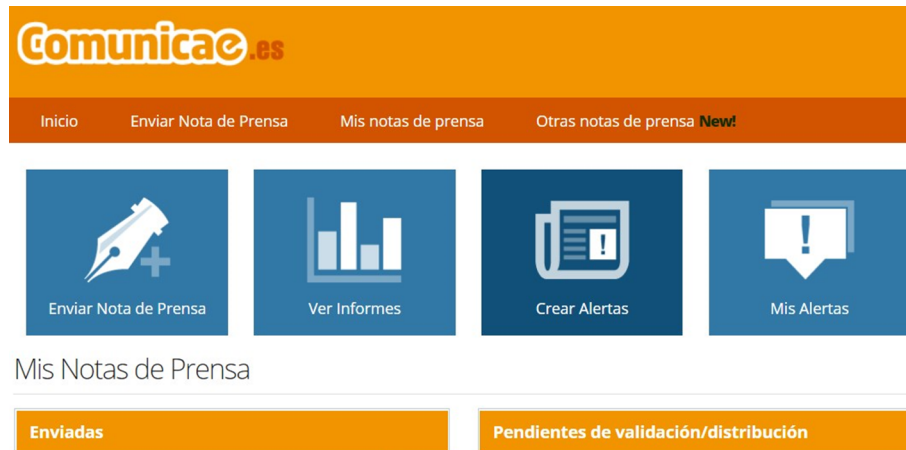 Comunicae.es
Inicio Enviar Nota de Prensa Mis notas de prensa Otras notas de prensa New!
Enviar Nota de Prensa Ver Informes Crear Alertas Mis Alertas
Mis Notas de Prensa
Enviadas Pendientes de validación/distribución